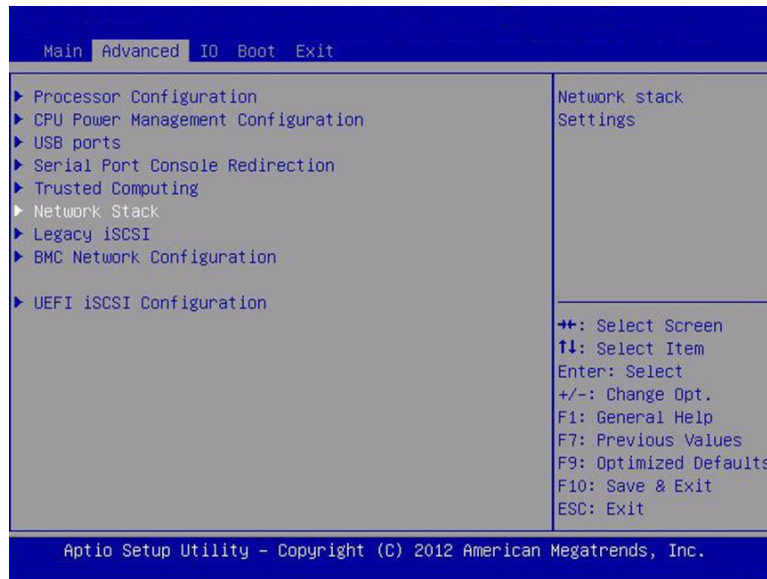 Main Advanced IO Boot Exit
Processor Configuration
CPU Power Management Configuration
USB ports
Serial Port Console Redirection
Trusted Computing
Network Stack
Legacy iSCSI
BMC Network Configuration
UEFI iSCSI Configuration
Network stack
Settings
→←: Select Screen
↑↓: Select Item
Enter: Select
+/-: Change Opt.
F1: General Help
F7: Previous Values
F9: Optimized Defaults
F10: Save & Exit
ESC: Exit
Aptio Setup Utility - Copyright (C) 2012 American Megatrends, Inc.